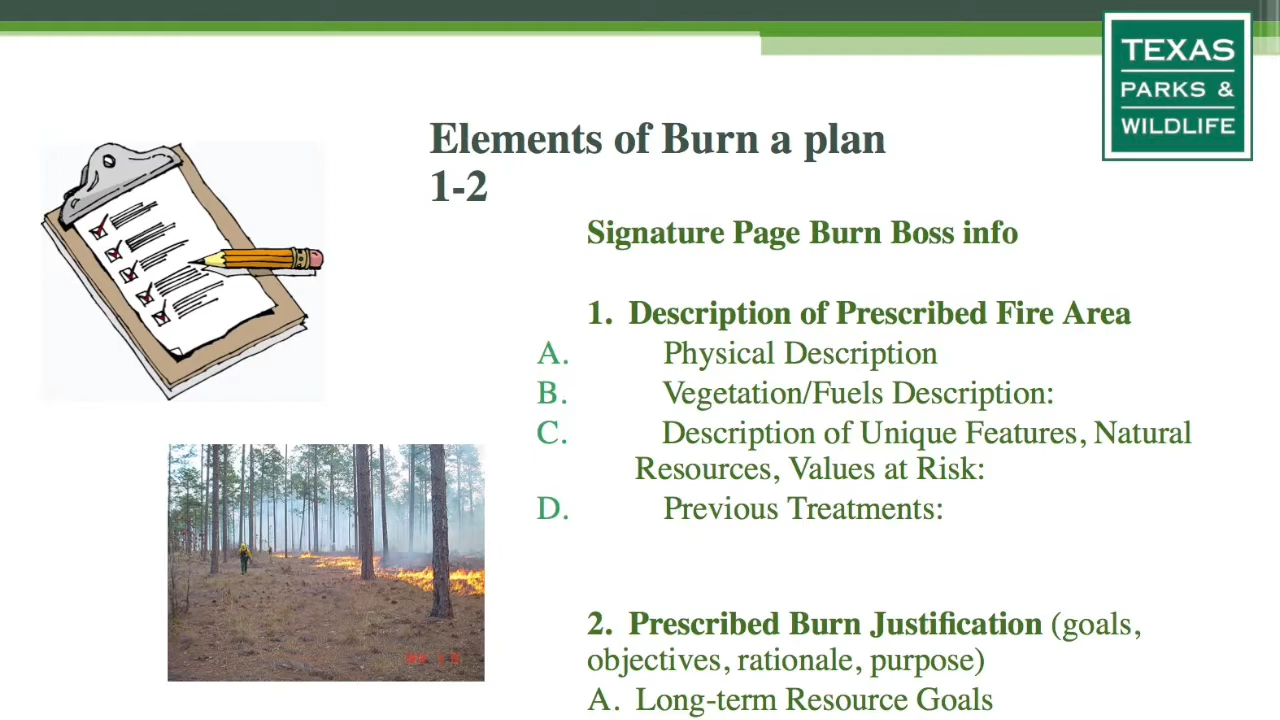 TEXAS
PARKS &
WILDLIFE
Elements of Burn a plan
1-2
Signature Page Burn Boss info
1. Description of Prescribed Fire Area
A. Physical Description
B. Vegetation/Fuels Description:
C. Description of Unique Features, Natural
Resources, Values at Risk:
D. Previous Treatments:
2. Prescribed Burn Justification (goals,
objectives, rationale, purpose)
A. Long-term Resource Goals